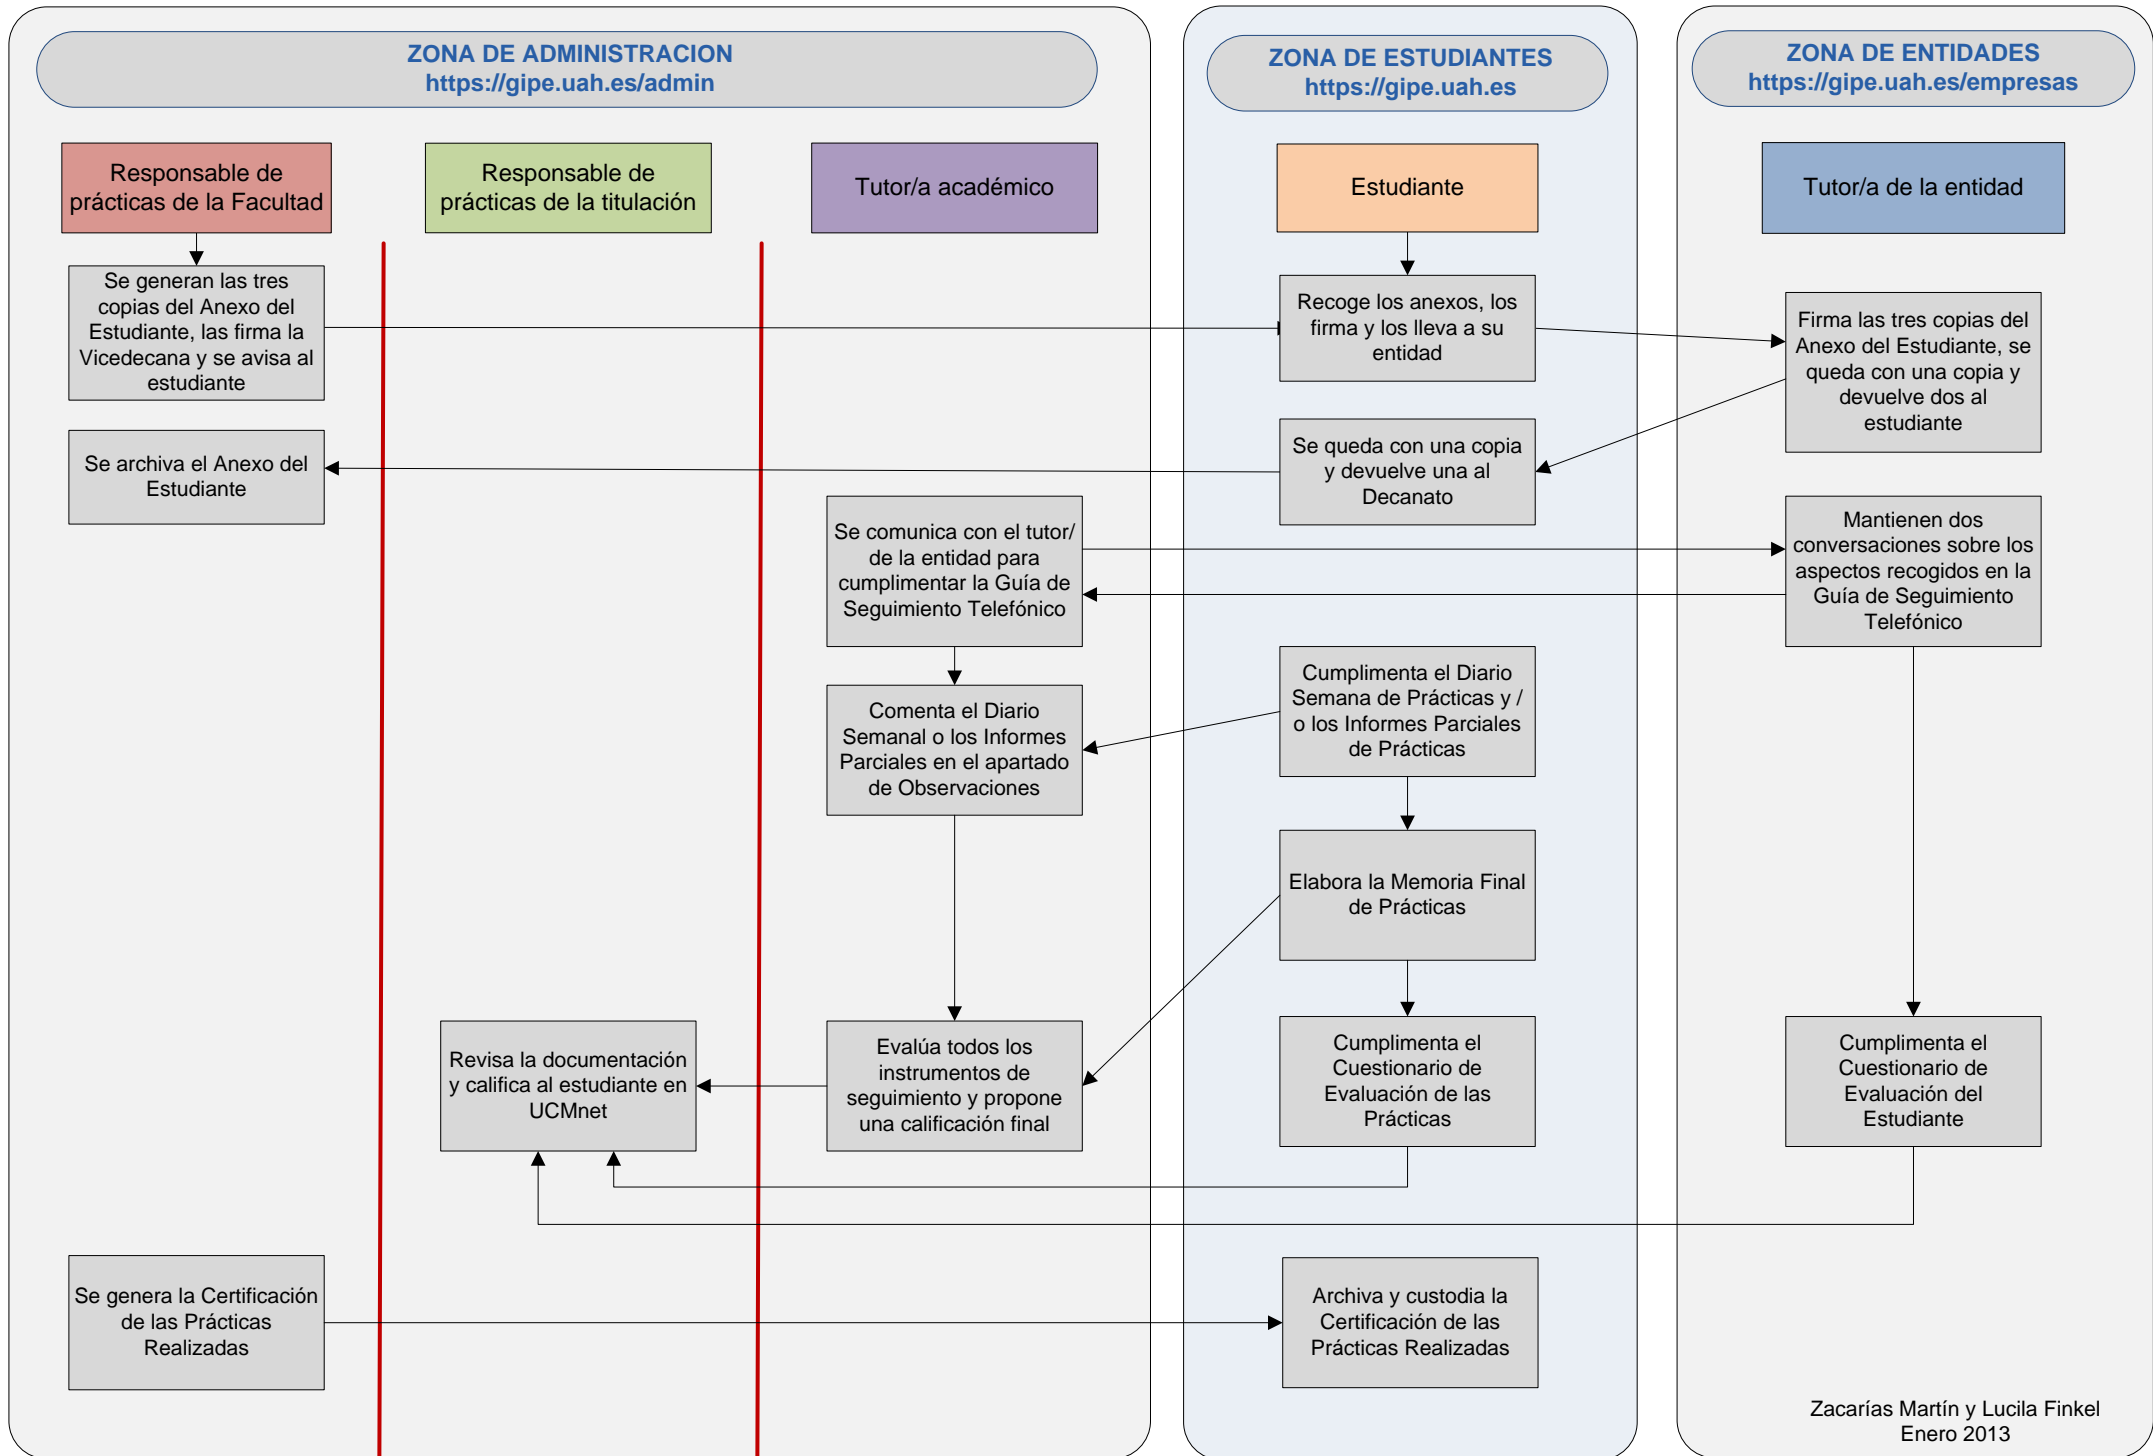 ZONA DE ADMINISTRACION
https://gipe.uah.es/admin
ZONA DE ESTUDIANTES
https://gipe.uah.es
ZONA DE ENTIDADES
https://gipe.uah.es/empresas
Responsable de
prácticas de la Facultad
Responsable de
prácticas de la titulación
Tutor/a académico
Estudiante
Tutor/a de la entidad
Se generan las tres
copias del Anexo del
Estudiante, las firma la
Vicedecana y se avisa al
estudiante
Recoge los anexos, los
firma y los lleva a su
entidad
Firma las tres copias del
Anexo del Estudiante, se
queda con una copia y
devuelve dos al
estudiante
Se queda con una copia
y devuelve una al
Decanato
Se archiva el Anexo del
Estudiante
Se comunica con el tutor/
de la entidad para
cumplimentar la Guía de
Seguimiento Telefónico
Mantienen dos
conversaciones sobre los
aspectos recogidos en la
Guía de Seguimiento
Telefónico
Cumplimenta el Diario
Semana de Prácticas y /
o los Informes Parciales
de Prácticas
Comenta el Diario
Semanal o los Informes
Parciales en el apartado
de Observaciones
Elabora la Memoria Final
de Prácticas
Revisa la documentación
y califica al estudiante en
UCMnet
Evalúa todos los
instrumentos de
seguimiento y propone
una calificación final
Cumplimenta el
Cuestionario de
Evaluación de las
Prácticas
Cumplimenta el
Cuestionario de
Evaluación del
Estudiante
Se genera la Certificación
de las Prácticas
Realizadas
Archiva y custodia la
Certificación de las
Prácticas Realizadas
Zacarías Martín y Lucila Finkel
Enero 2013